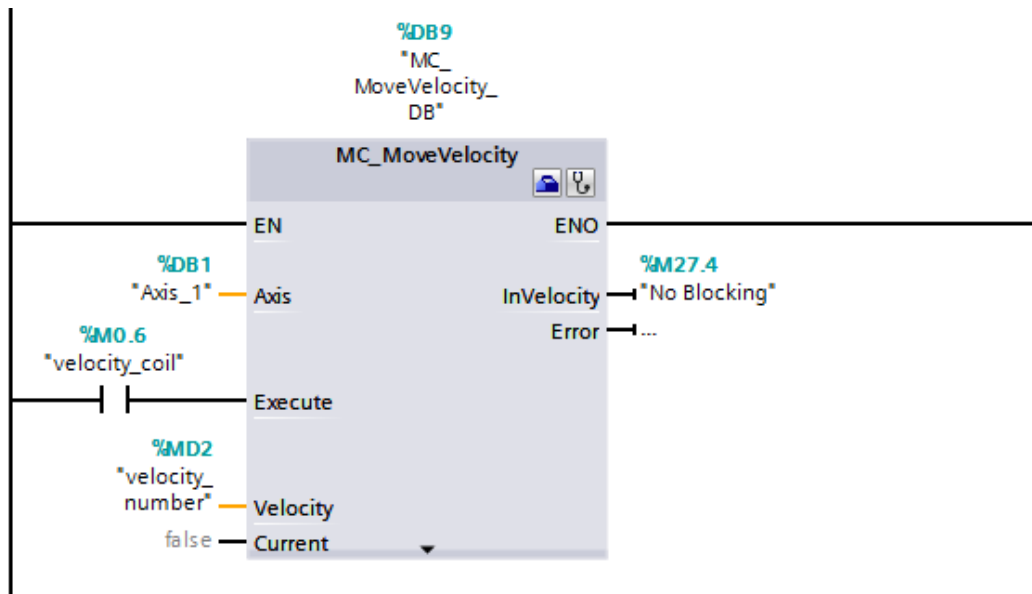 %DB9
"MC_
MoveVelocity_
DB"
MC_MoveVelocity
EN ENO
%DB1 %M27.4
"Axis_1" Axis InVelocity "No Blocking"
Error ...
%M0.6
"velocity_coil"
Execute
%MD2
"velocity_
number" Velocity
false Current